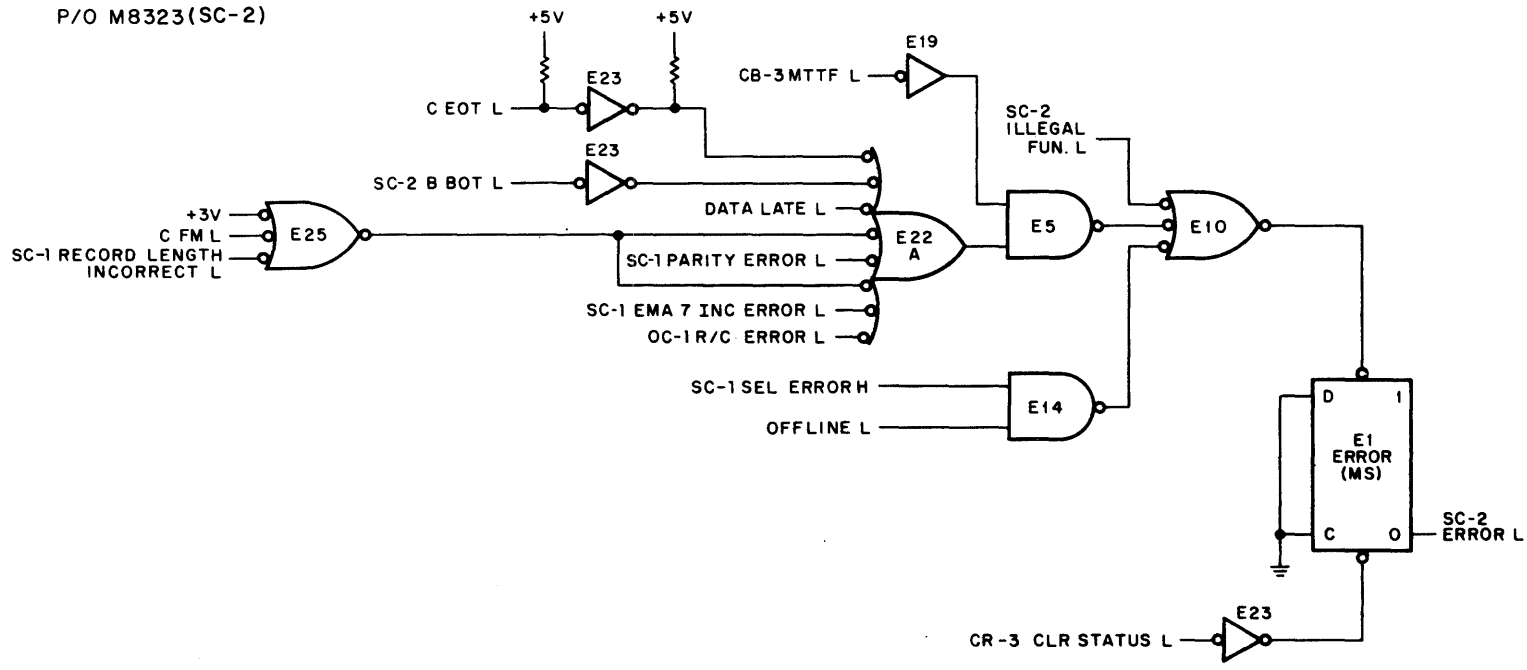 P/O M8323(SC-2)
+5V
+5V
E19
CB-3 MTTF L
E23
C EOT L
SC-2
ILLEGAL
FUN. L
E23
SC-2 B BOT L
DATA LATE L
+3V
C FM L
SC-1 RECORD LENGTH
INCORRECT L
E25
E22
A
E5
E10
SC-1 PARITY ERROR L
SC-1 EMA 7 INC ERROR L
OC-1 R/C ERROR L
SC-1 SEL ERROR H
OFFLINE L
E14
D
1
E1
ERROR
(MS)
C
0
SC-2
ERROR L
E23
CR-3 CLR STATUS L